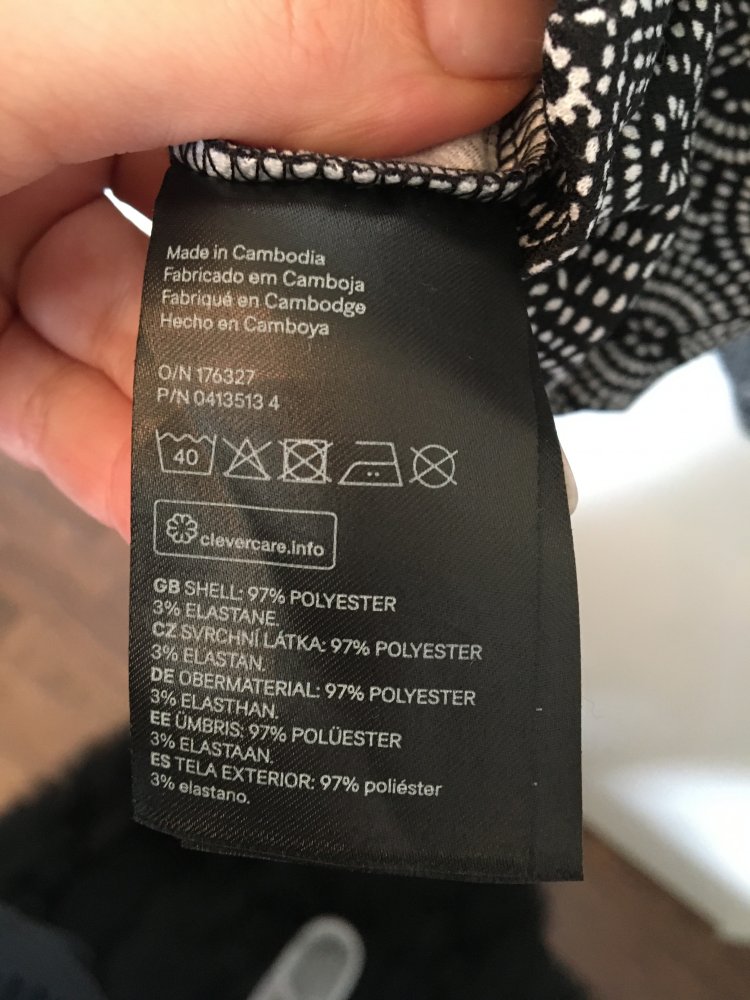 Made in Cambodia
Fabricado em Camboja
Fabriqué en Cambodge
Hecho en Camboya
O/N 176327
P/N 0413513 4
40
clevercare.info
GB SHELL: 97% POLYESTER
3% ELASTANE.
CZ SVRCHNÍ LÁTKA: 97% POLYESTER
3% ELASTAN.
DE OBERMATERIAL: 97% POLYESTER
3% ELASTHAN.
EE ÜMBRIS: 97% POLÜESTER
3% ELASTAAN.
ES TELA EXTERIOR: 97% poliéster
3% elastano.